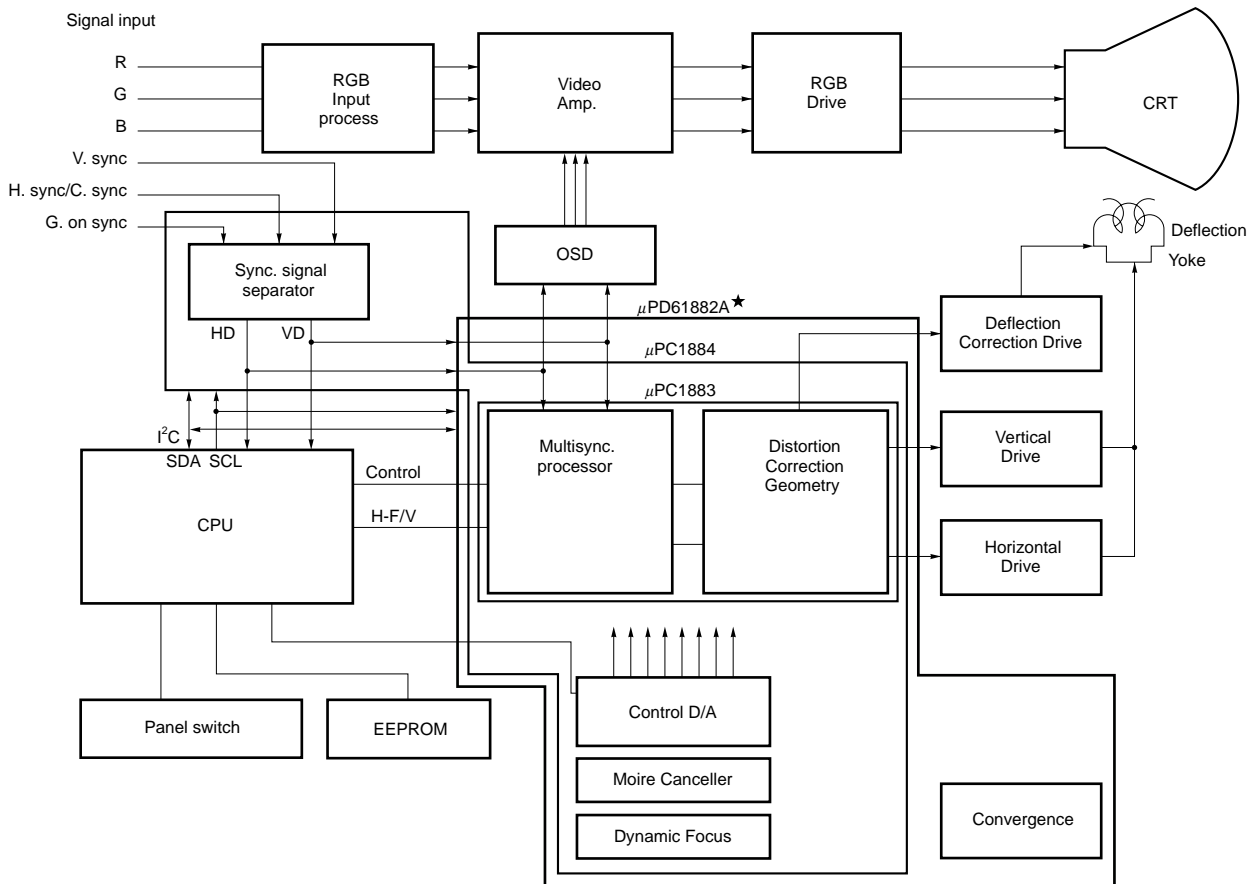 Signal input
R
G
B
V. sync
H. sync/C. sync
G. on sync
RGB
Input
process
Video
Amp.
RGB
Drive
CRT
Sync. signal
separator
HD
VD
OSD
Deflection
Yoke
μPD61882A★
μPC1884
μPC1883
Deflection
Correction Drive
I²C
SDA SCL
CPU
Control
H-F/V
Multisync.
processor
Distortion
Correction
Geometry
Vertical
Drive
Horizontal
Drive
Panel switch
EEPROM
Control D/A
Moire Canceller
Dynamic Focus
Convergence